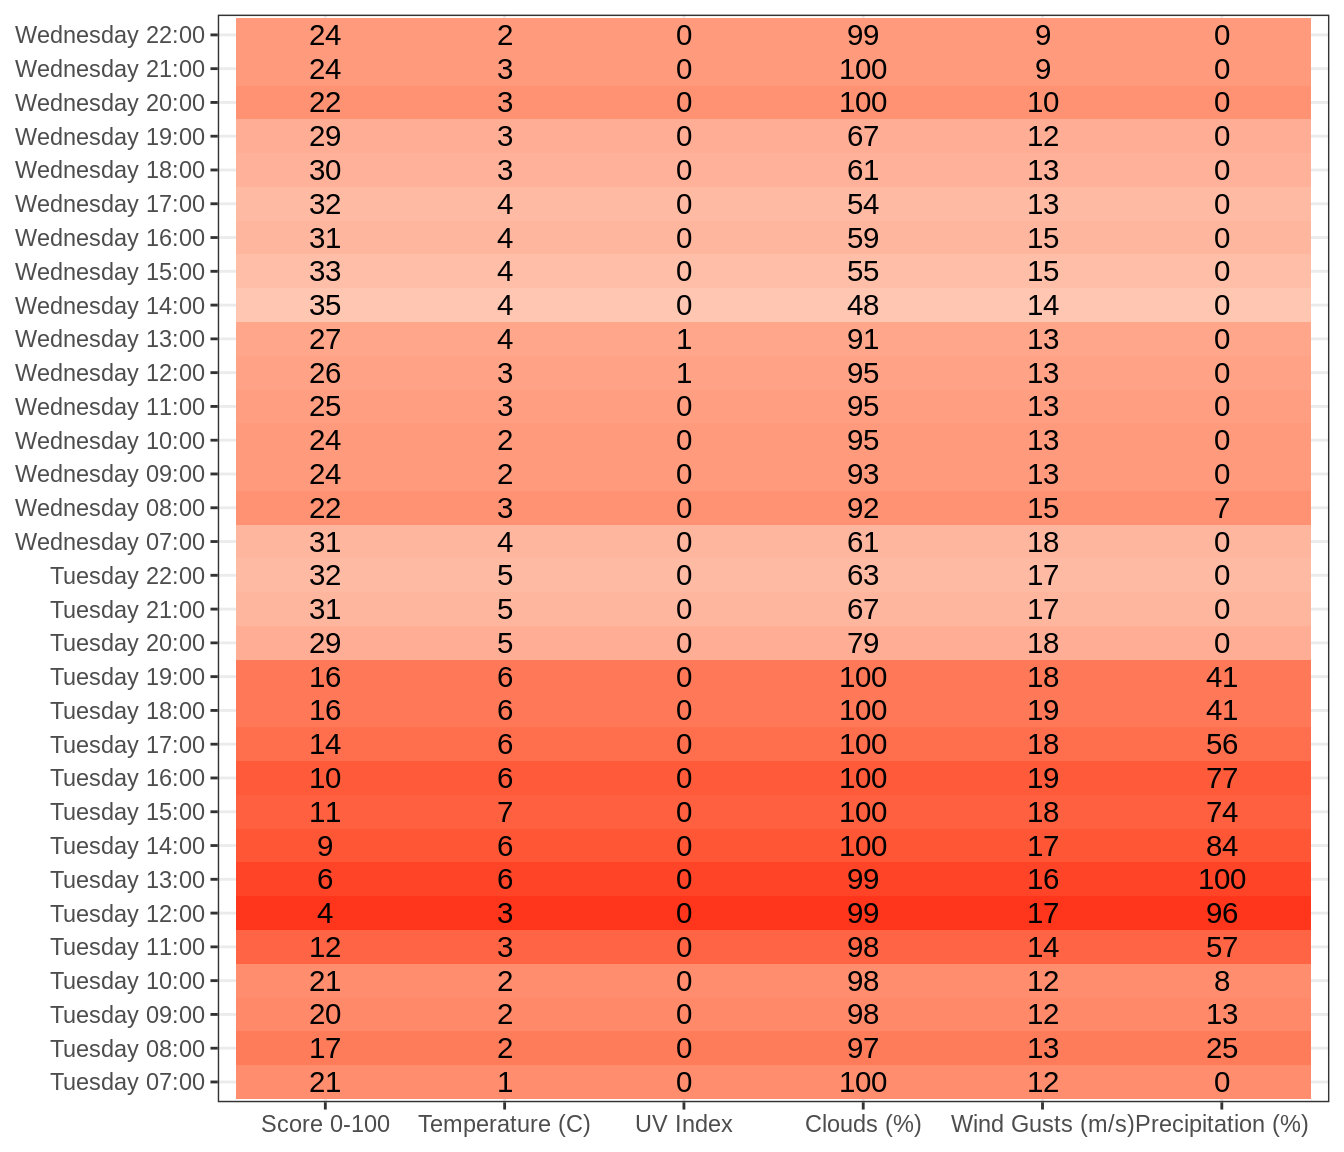 Wednesday 22:00 24 2 0 99 9 0
Wednesday 21:00 24 3 0 100 9 0
Wednesday 20:00 22 3 0 100 10 0
Wednesday 19:00 29 3 0 67 12 0
Wednesday 18:00 30 3 0 61 13 0
Wednesday 17:00 32 4 0 54 13 0
Wednesday 16:00 31 4 0 59 15 0
Wednesday 15:00 33 4 0 55 15 0
Wednesday 14:00 35 4 0 48 14 0
Wednesday 13:00 27 4 1 91 13 0
Wednesday 12:00 26 3 1 95 13 0
Wednesday 11:00 25 3 0 95 13 0
Wednesday 10:00 24 2 0 95 13 0
Wednesday 09:00 24 2 0 93 13 0
Wednesday 08:00 22 3 0 92 15 7
Wednesday 07:00 31 4 0 61 18 0
Tuesday 22:00 32 5 0 63 17 0
Tuesday 21:00 31 5 0 67 17 0
Tuesday 20:00 29 5 0 79 18 0
Tuesday 19:00 16 6 0 100 18 41
Tuesday 18:00 16 6 0 100 19 41
Tuesday 17:00 14 6 0 100 18 56
Tuesday 16:00 10 6 0 100 19 77
Tuesday 15:00 11 7 0 100 18 74
Tuesday 14:00 9 6 0 100 17 84
Tuesday 13:00 6 6 0 99 16 100
Tuesday 12:00 4 3 0 99 17 96
Tuesday 11:00 12 3 0 98 14 57
Tuesday 10:00 21 2 0 98 12 8
Tuesday 09:00 20 2 0 98 12 13
Tuesday 08:00 17 2 0 97 13 25
Tuesday 07:00 21 1 0 100 12 0
Score 0-100 Temperature (C) UV Index Clouds (%) Wind Gusts (m/s) Precipitation (%)